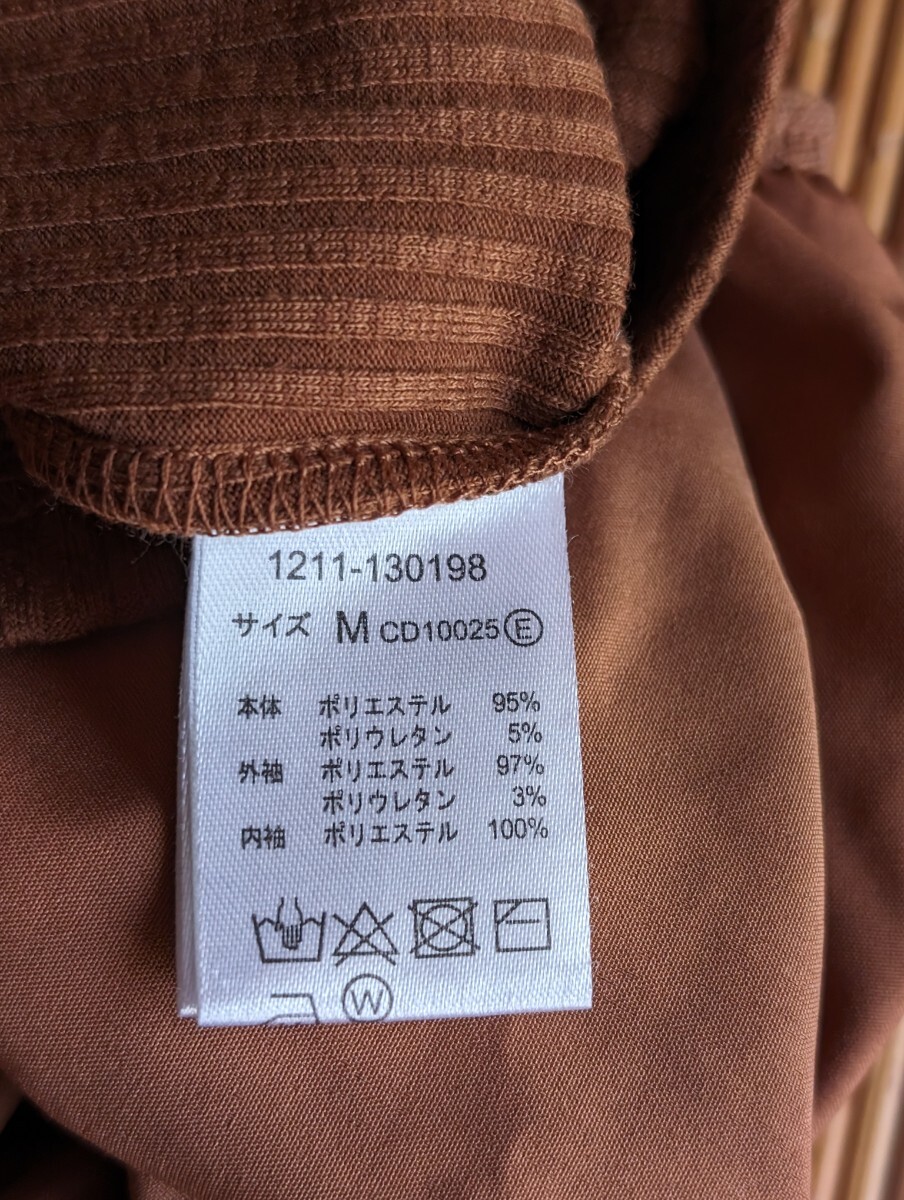 1211-130198
サイズ M CD10025 Ⓔ
本体 ポリエステル 95%
ポリウレタン 5%
外袖 ポリエステル 97%
ポリウレタン 3%
内袖 ポリエステル 100%
Ⓦ